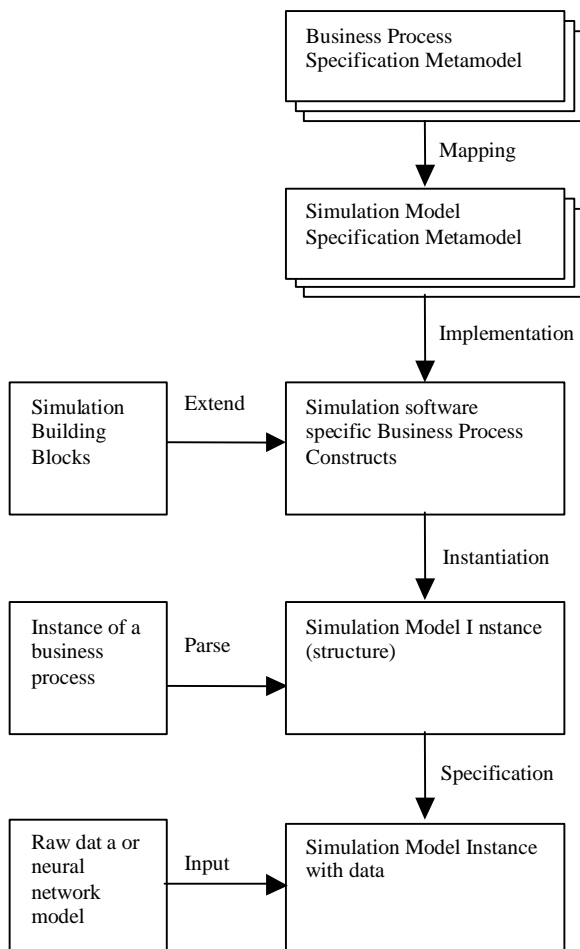 Business Process
Specification Metamodel
Mapping
Simulation Model
Specification Metamodel
Implementation
Simulation
Building
Blocks
Extend
Simulation software
specific Business Process
Constructs
Instantiation
Instance of a
business
process
Parse
Simulation Model I nstance
(structure)
Specification
Raw dat a or
neural
network
model
Input
Simulation Model Instance
with data